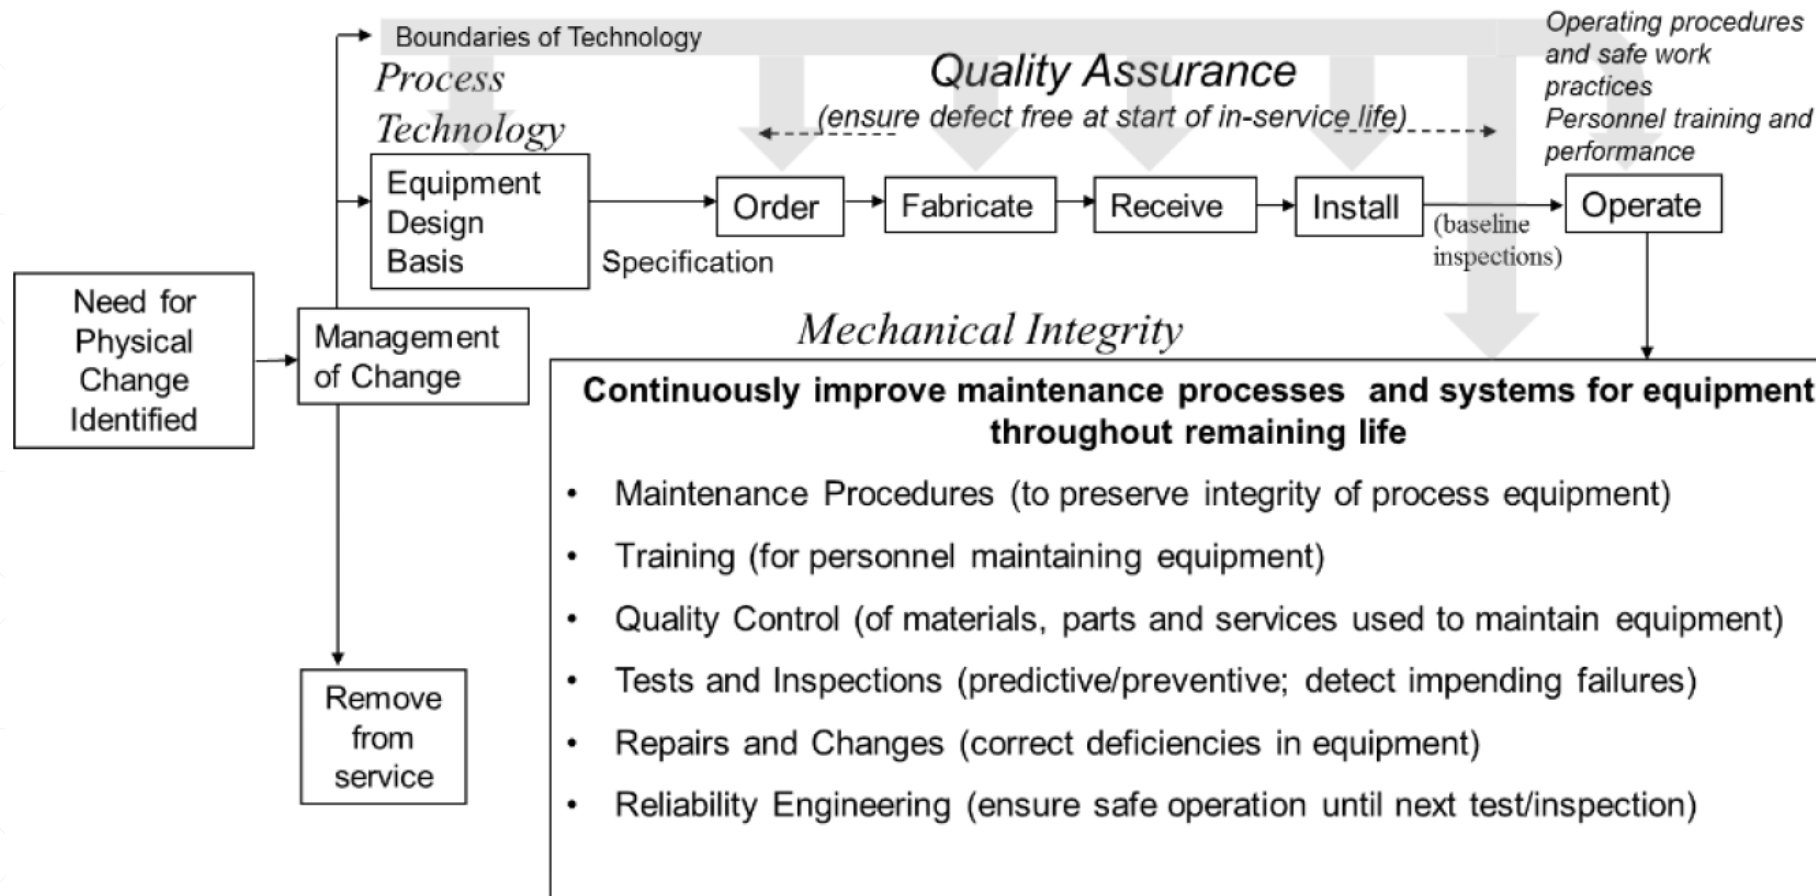 Boundaries of Technology
Process
Technology
Quality Assurance
(ensure defect free at start of in-service life)
Operating procedures
and safe work
practices
Personnel training and
performance
Equipment
Design
Basis
Specification
Order
Fabricate
Receive
Install
(baseline
inspections)
Operate
Need for
Physical
Change
Identified
Management
of Change
Remove
from
service
Mechanical Integrity
Continuously improve maintenance processes and systems for equipment
throughout remaining life
• Maintenance Procedures (to preserve integrity of process equipment)
• Training (for personnel maintaining equipment)
• Quality Control (of materials, parts and services used to maintain equipment)
• Tests and Inspections (predictive/preventive; detect impending failures)
• Repairs and Changes (correct deficiencies in equipment)
• Reliability Engineering (ensure safe operation until next test/inspection)